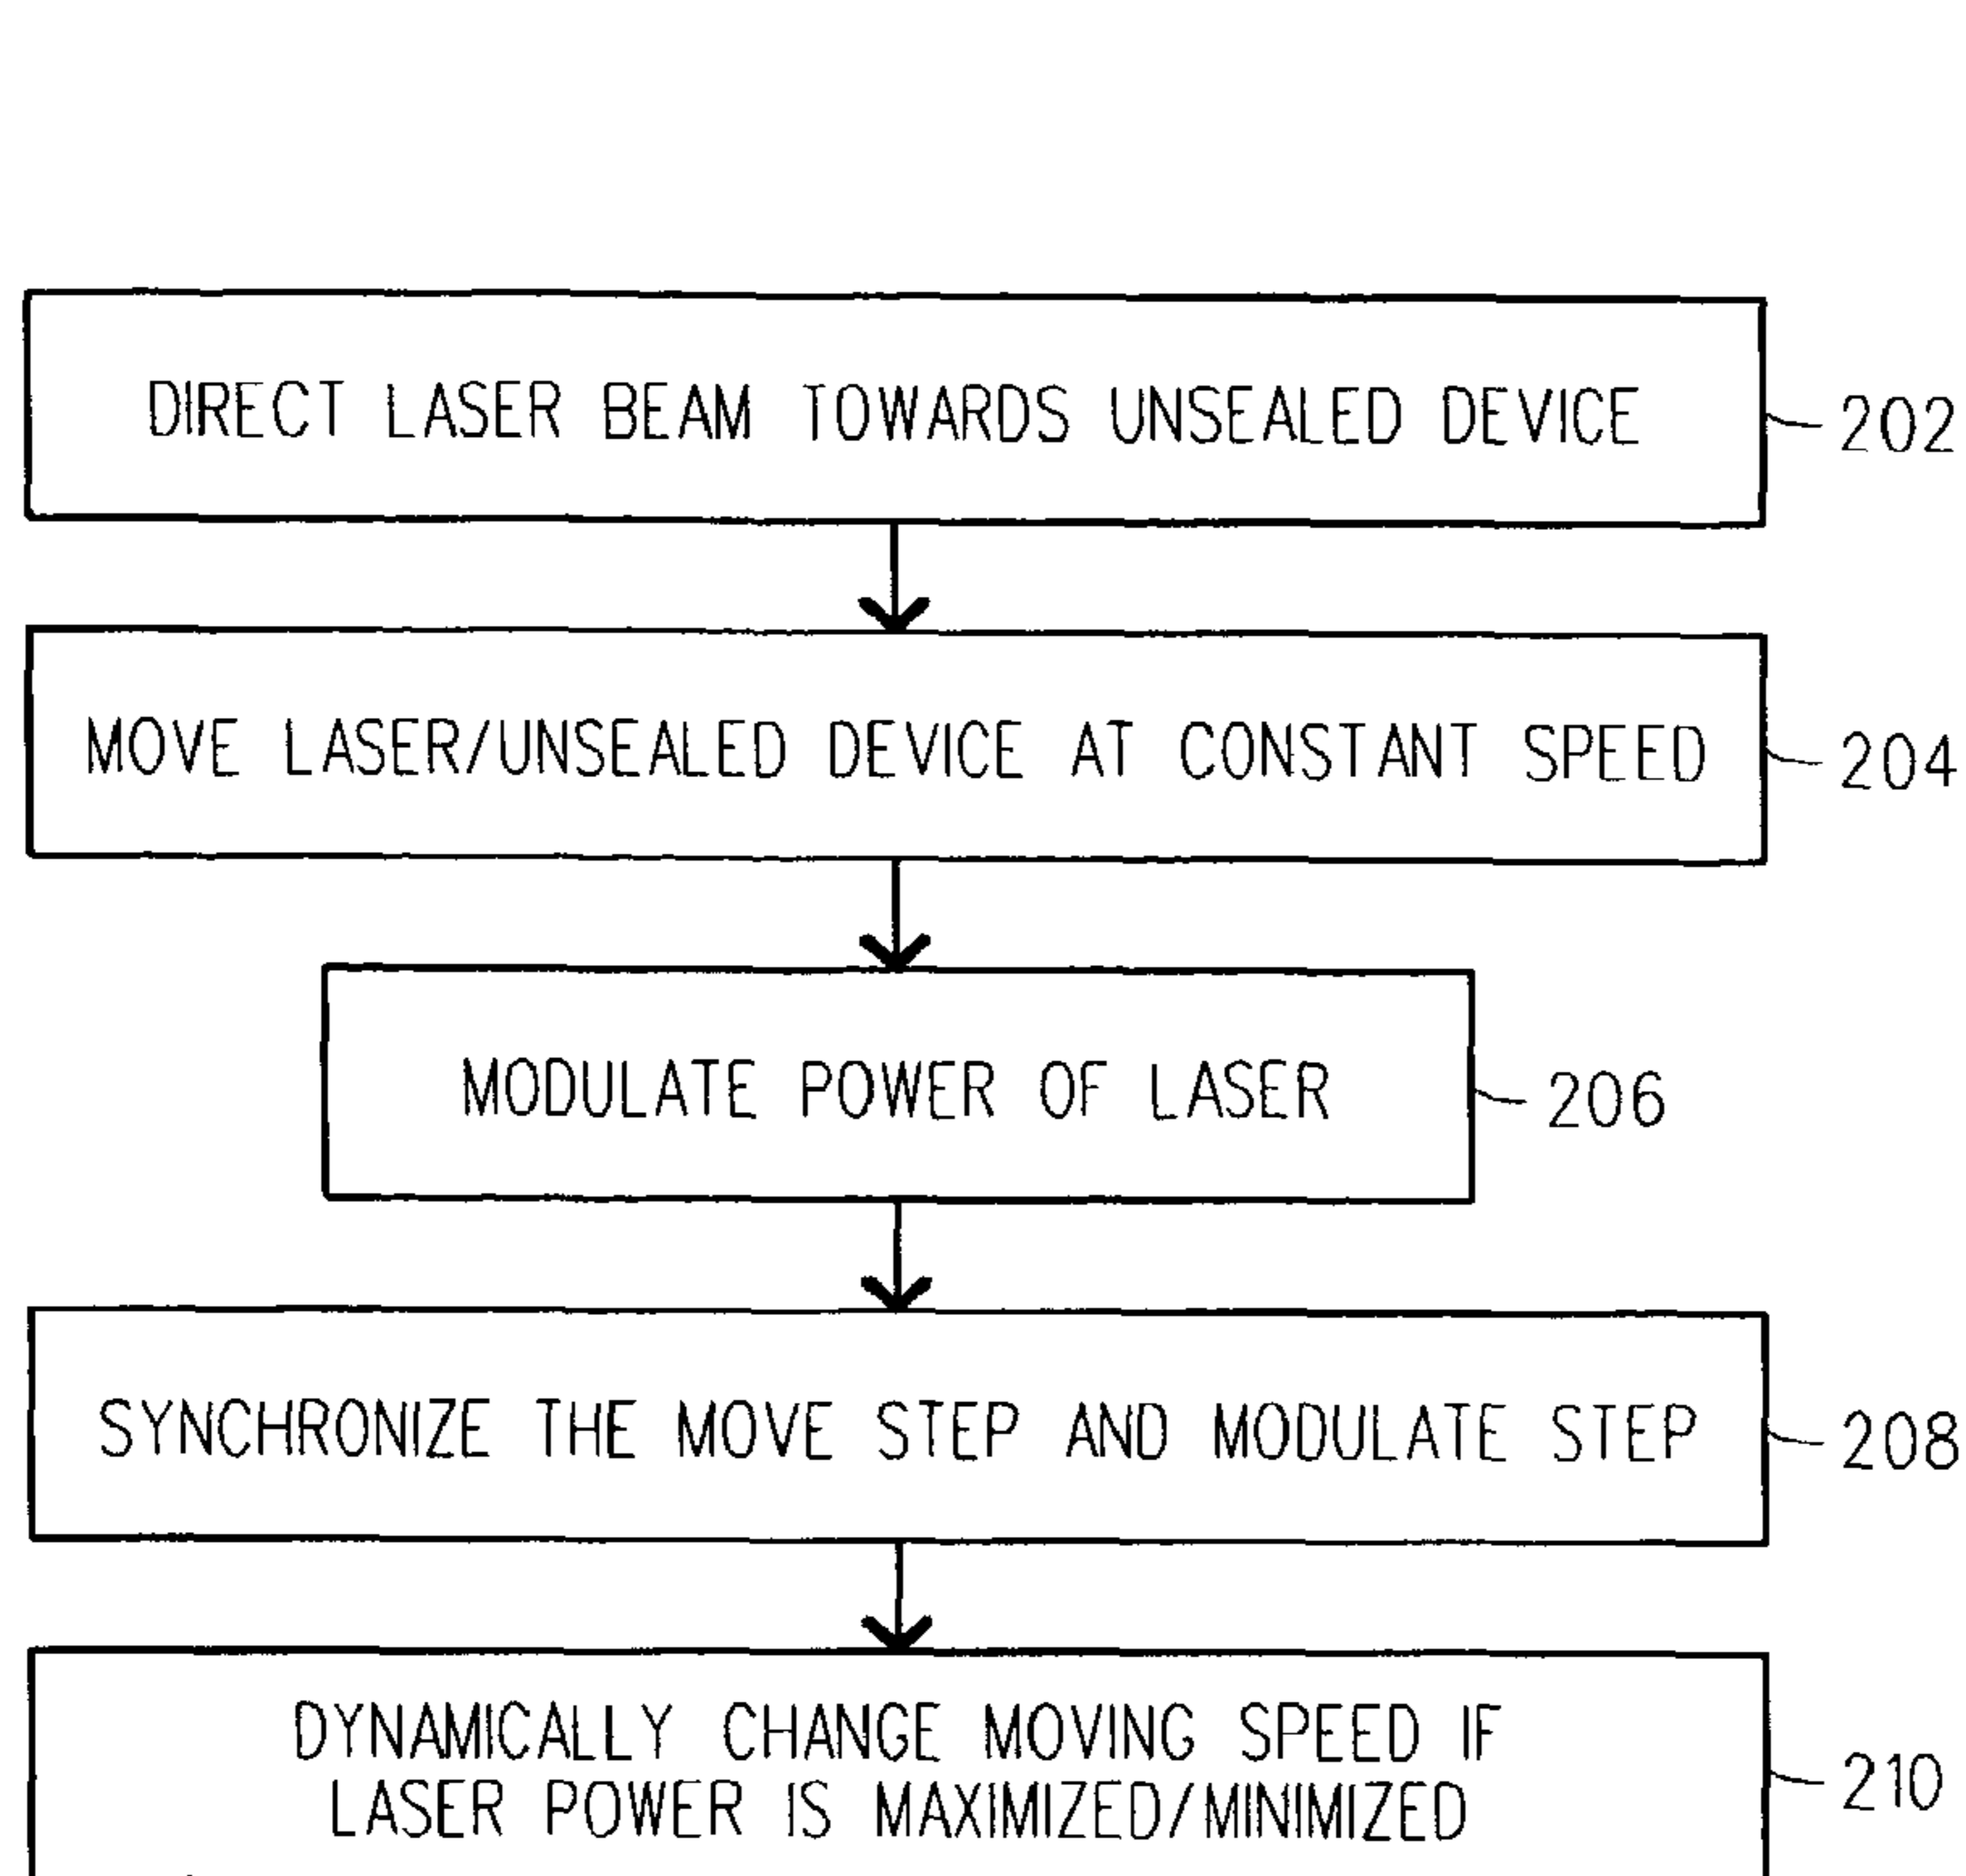 DIRECT LASER BEAM TOWARDS UNSEALED DEVICE
202
MOVE LASER/UNSEALED DEVICE AT CONSTANT SPEED
204
MODULATE POWER OF LASER
206
SYNCHRONIZE THE MOVE STEP AND MODULATE STEP
208
DYNAMICALLY CHANGE MOVING SPEED IF
LASER POWER IS MAXIMIZED/MINIMIZED
210